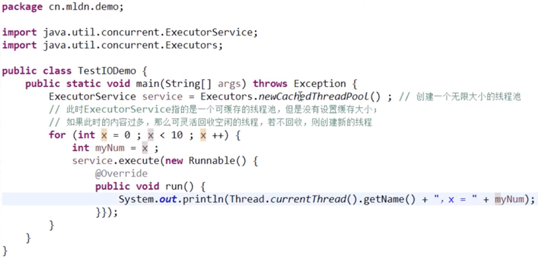 package cn.mldn.demo;
import java.util.concurrent.ExecutorService;
import java.util.concurrent.Executors;
public class TestIODemo {
public static void main(String[] args) throws Exception {
ExecutorService service = Executors.newCachedThreadPool() ; // 创建一个无限大小的线程池
// 此时ExecutorService指的是一个可缓存的线程池，但是没有设置缓存大小；
// 如果此时的内容过多，那么可灵活回收空闲的线程，若不回收，则创建新的线程
for (int x = 0 ; x < 10 ; x ++) {
int myNum = x ;
service.execute(new Runnable() {
@Override
public void run() {
System.out.println(Thread.currentThread().getName() + "，x = " + myNum);
}});
}
}
}